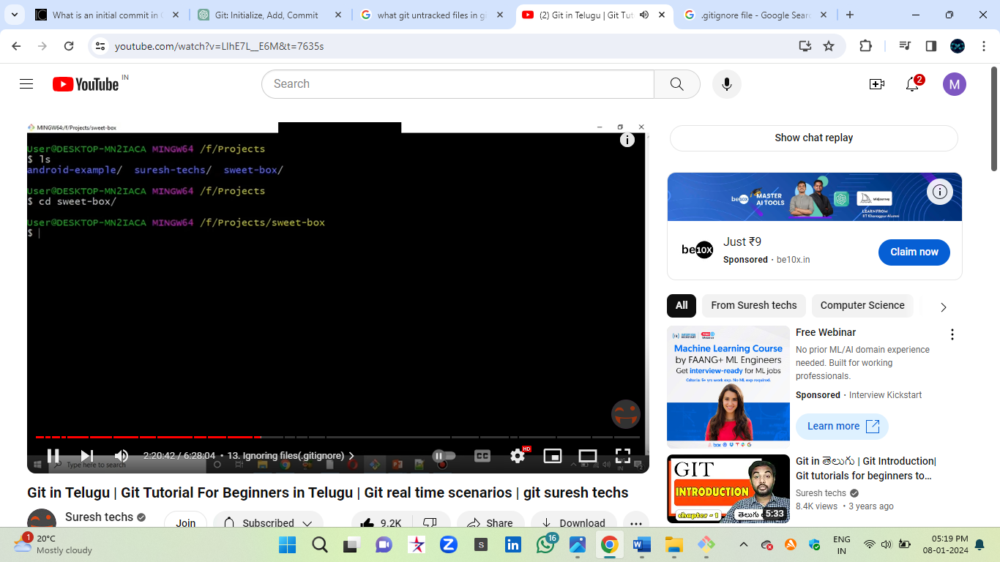 What is an initial commit in
Git: Initialize, Add, Commit
what git untracked files in gi
(2) Git in Telugu | Git Tut
.gitignore file - Google Searc
youtube.com/watch?v=LIhE7L__E6M&t=7635s
YouTube IN
Search
2
M
MINGW64:/f/Projects/sweet-box
User@DESKTOP-MN2IACA MINGW64 /f/Projects
$ ls
android-example/ suresh-techs/ sweet-box/
User@DESKTOP-MN2IACA MINGW64 /f/Projects
$ cd sweet-box/
User@DESKTOP-MN2IACA MINGW64 /f/Projects/sweet-box
$
Type here to search
2:20:42 / 6:28:04 • 13. Ignoring files(.gitignore)
CC
HD
Git in Telugu | Git Tutorial For Beginners in Telugu | Git real time scenarios | git suresh techs
Suresh techs
Join
Subscribed
9.2K
Share
Download
Show chat replay
be10x
MASTER
AI TOOLS
Midjourney
LEARN FROM
IIT Kharagpur Alumni
be10X
Just ₹9
Sponsored · be10x.in
Claim now
All
From Suresh techs
Computer Science
Machine Learning Course
by FAANG+ ML Engineers
Get interview-ready for ML jobs
Criteria: 5+ yrs work exp. No ML exp required.
Free Webinar
No prior ML/AI domain experience
needed. Built for working
professionals.
Sponsored · Interview Kickstart
Learn more
GIT
INTRODUCTION
chapter - 1
తెలుగు
5:33
Git in తెలుగు | Git Introduction|
Git tutorials for beginners to...
Suresh techs
8.4K views • 3 years ago
1
20°C
Mostly cloudy
16
ENG
IN
05:19 PM
08-01-2024